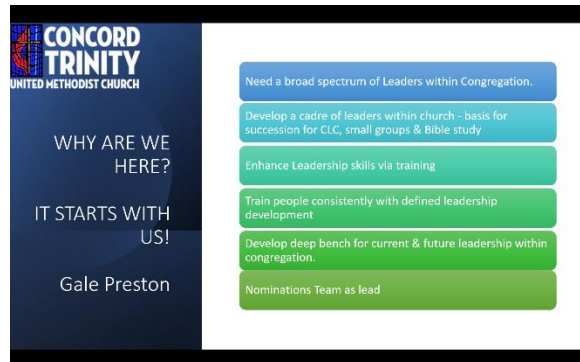 CONCORD
TRINITY
UNITED METHODIST CHURCH
WHY ARE WE
HERE?
IT STARTS WITH
US!
Gale Preston
Need a broad spectrum of Leaders within Congregation.
Develop a cadre of leaders within church - basis for
succession for CLC, small groups & Bible study
Enhance Leadership skills via training
Train people consistently with defined leadership
development
Develop deep bench for current & future leadership within
congregation.
Nominations Team as lead